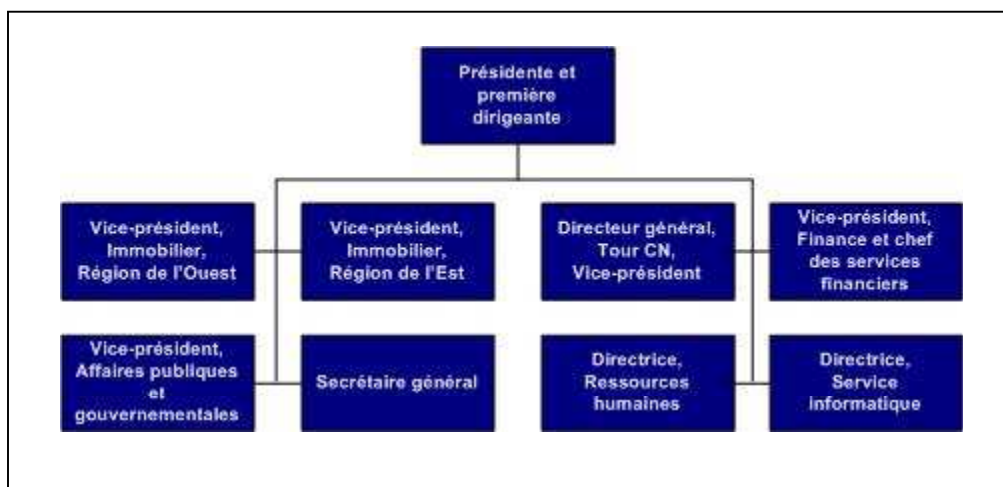 Présidente et
première
dirigeante
Vice-président,
Immobilier,
Région de l'Ouest
Vice-président,
Immobilier,
Région de l'Est
Directeur général,
Tour CN,
Vice-président
Vice-président,
Finance et chef
des services
financiers
Vice-président,
Affaires publiques
et
gouvernementales
Secrétaire général
Directrice,
Ressources
humaines
Directrice,
Service
informatique